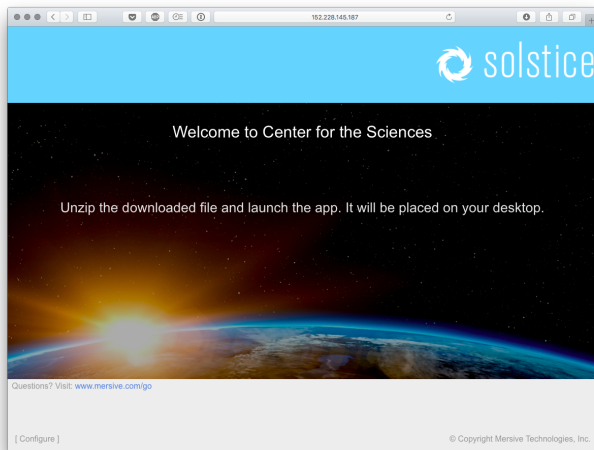 152.228.145.187
solstice
Welcome to Center for the Sciences
Unzip the downloaded file and launch the app. It will be placed on your desktop.
Questions? Visit: www.mersive.com/go
[ Configure ]
© Copyright Mersive Technologies, Inc.